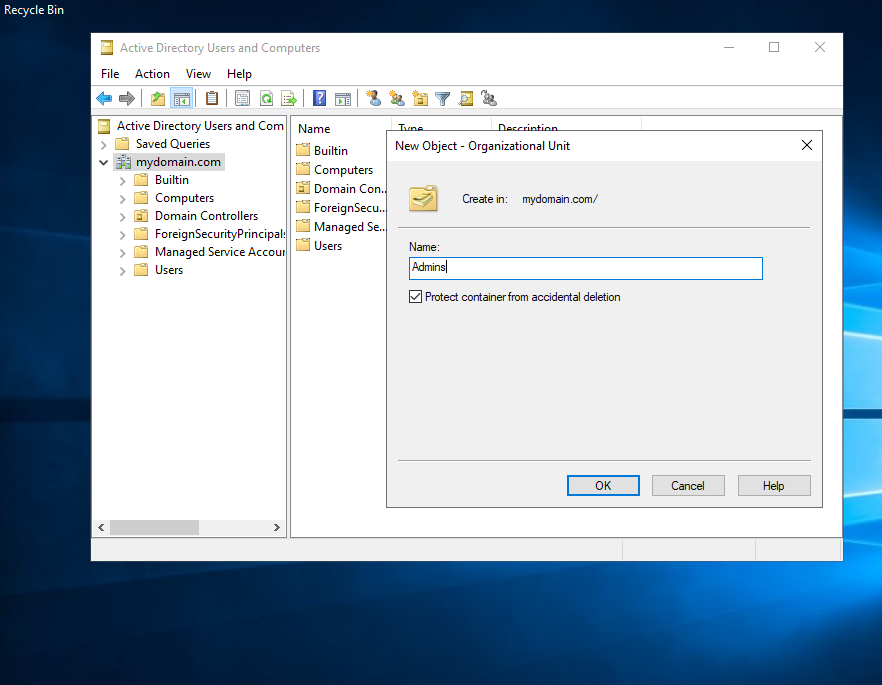 Recycle Bin
Active Directory Users and Computers
File Action View Help
Active Directory Users and Com
Saved Queries
mydomain.com
Builtin
Computers
Domain Controllers
ForeignSecurityPrincipals
Managed Service Accour
Users
Name Type Description
Builtin
Computers
Domain Con...
ForeignSecu...
Managed Se...
Users
New Object - Organizational Unit
Create in: mydomain.com/
Name:
Admins
Protect container from accidental deletion
OK Cancel Help